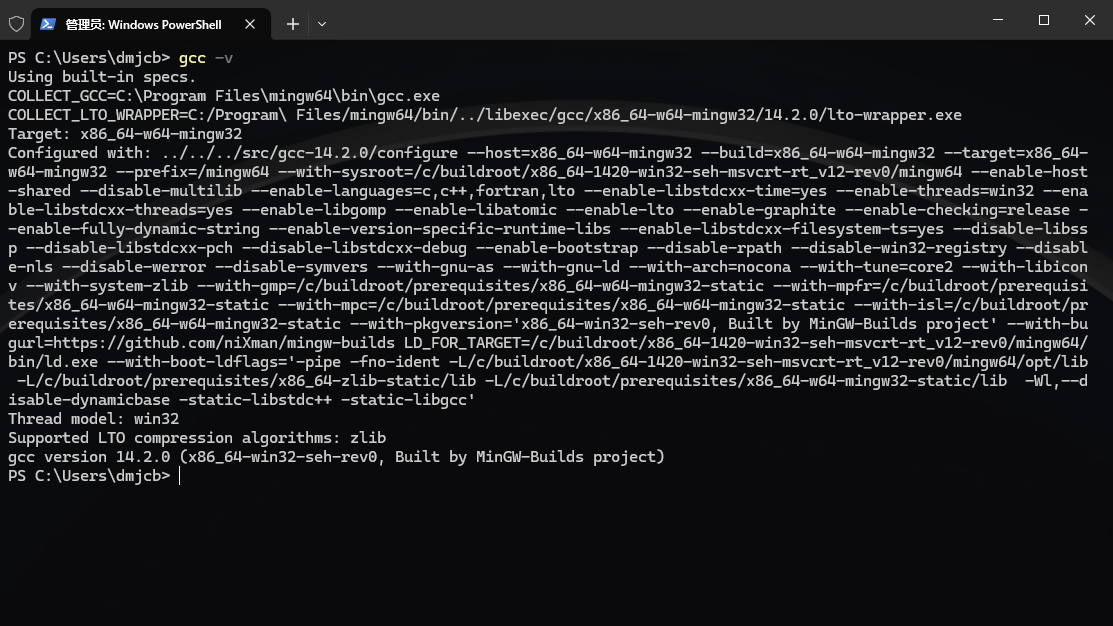 管理员: Windows PowerShell
PS C:\Users\dmjcb> gcc -v
Using built-in specs.
COLLECT_GCC=C:\Program Files\mingw64\bin\gcc.exe
COLLECT_LTO_WRAPPER=C:/Program\ Files/mingw64/bin/../libexec/gcc/x86_64-w64-mingw32/14.2.0/lto-wrapper.exe
Target: x86_64-w64-mingw32
Configured with: ../../../src/gcc-14.2.0/configure --host=x86_64-w64-mingw32 --build=x86_64-w64-mingw32 --target=x86_64-
w64-mingw32 --prefix=/mingw64 --with-sysroot=/c/buildroot/x86_64-1420-win32-seh-msvcrt-rt_v12-rev0/mingw64 --enable-host
-shared --disable-multilib --enable-languages=c,c++,fortran,lto --enable-libstdcxx-time=yes --enable-threads=win32 --ena
ble-libstdcxx-threads=yes --enable-libgomp --enable-libatomic --enable-lto --enable-graphite --enable-checking=release -
-enable-fully-dynamic-string --enable-version-specific-runtime-libs --enable-libstdcxx-filesystem-ts=yes --disable-libss
p --disable-libstdcxx-pch --disable-libstdcxx-debug --enable-bootstrap --disable-rpath --disable-win32-registry --disabl
e-nls --disable-werror --disable-symvers --with-gnu-as --with-gnu-ld --with-arch=nocona --with-tune=core2 --with-libicon
v --with-system-zlib --with-gmp=/c/buildroot/prerequisites/x86_64-w64-mingw32-static --with-mpfr=/c/buildroot/prerequisi
tes/x86_64-w64-mingw32-static --with-mpc=/c/buildroot/prerequisites/x86_64-w64-mingw32-static --with-isl=/c/buildroot/pr
erequisites/x86_64-w64-mingw32-static --with-pkgversion='x86_64-win32-seh-rev0, Built by MinGW-Builds project' --with-bu
gurl=https://github.com/niXman/mingw-builds LD_FOR_TARGET=/c/buildroot/x86_64-1420-win32-seh-msvcrt-rt_v12-rev0/mingw64/
bin/ld.exe --with-boot-ldflags='-pipe -fno-ident -L/c/buildroot/x86_64-1420-win32-seh-msvcrt-rt_v12-rev0/mingw64/opt/lib
 -L/c/buildroot/prerequisites/x86_64-zlib-static/lib -L/c/buildroot/prerequisites/x86_64-w64-mingw32-static/lib  -Wl,--d
isable-dynamicbase -static-libstdc++ -static-libgcc'
Thread model: win32
Supported LTO compression algorithms: zlib
gcc version 14.2.0 (x86_64-win32-seh-rev0, Built by MinGW-Builds project)
PS C:\Users\dmjcb>